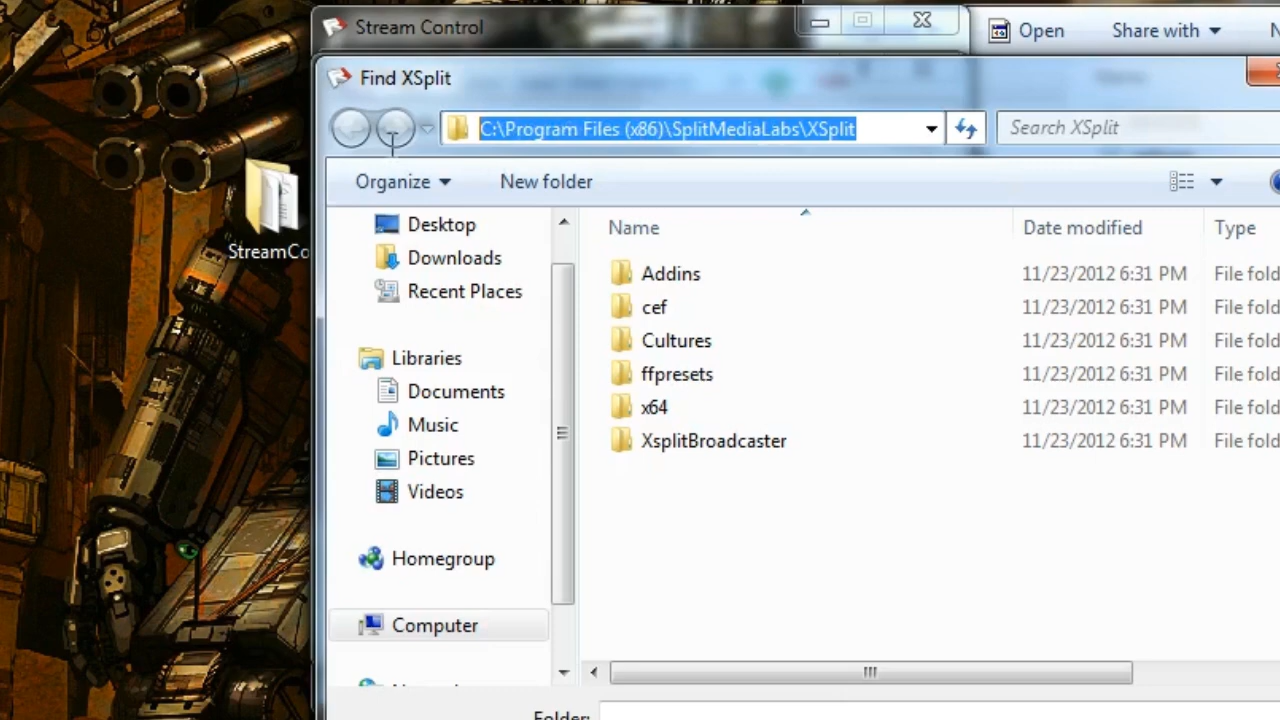 Stream Control
Open
Share with
Find XSplit
C:\Program Files (x86)\SplitMediaLabs\XSplit
Search XSplit
Organize
New folder
StreamCo
Desktop
Downloads
Recent Places
Libraries
Documents
Music
Pictures
Videos
Homegroup
Computer
Name
Date modified
Type
Addins
11/23/2012 6:31 PM
File fold
cef
11/23/2012 6:31 PM
File fold
Cultures
11/23/2012 6:31 PM
File fold
ffpresets
11/23/2012 6:31 PM
File fold
x64
11/23/2012 6:31 PM
File fold
XsplitBroadcaster
11/23/2012 6:31 PM
File fold
Folder: